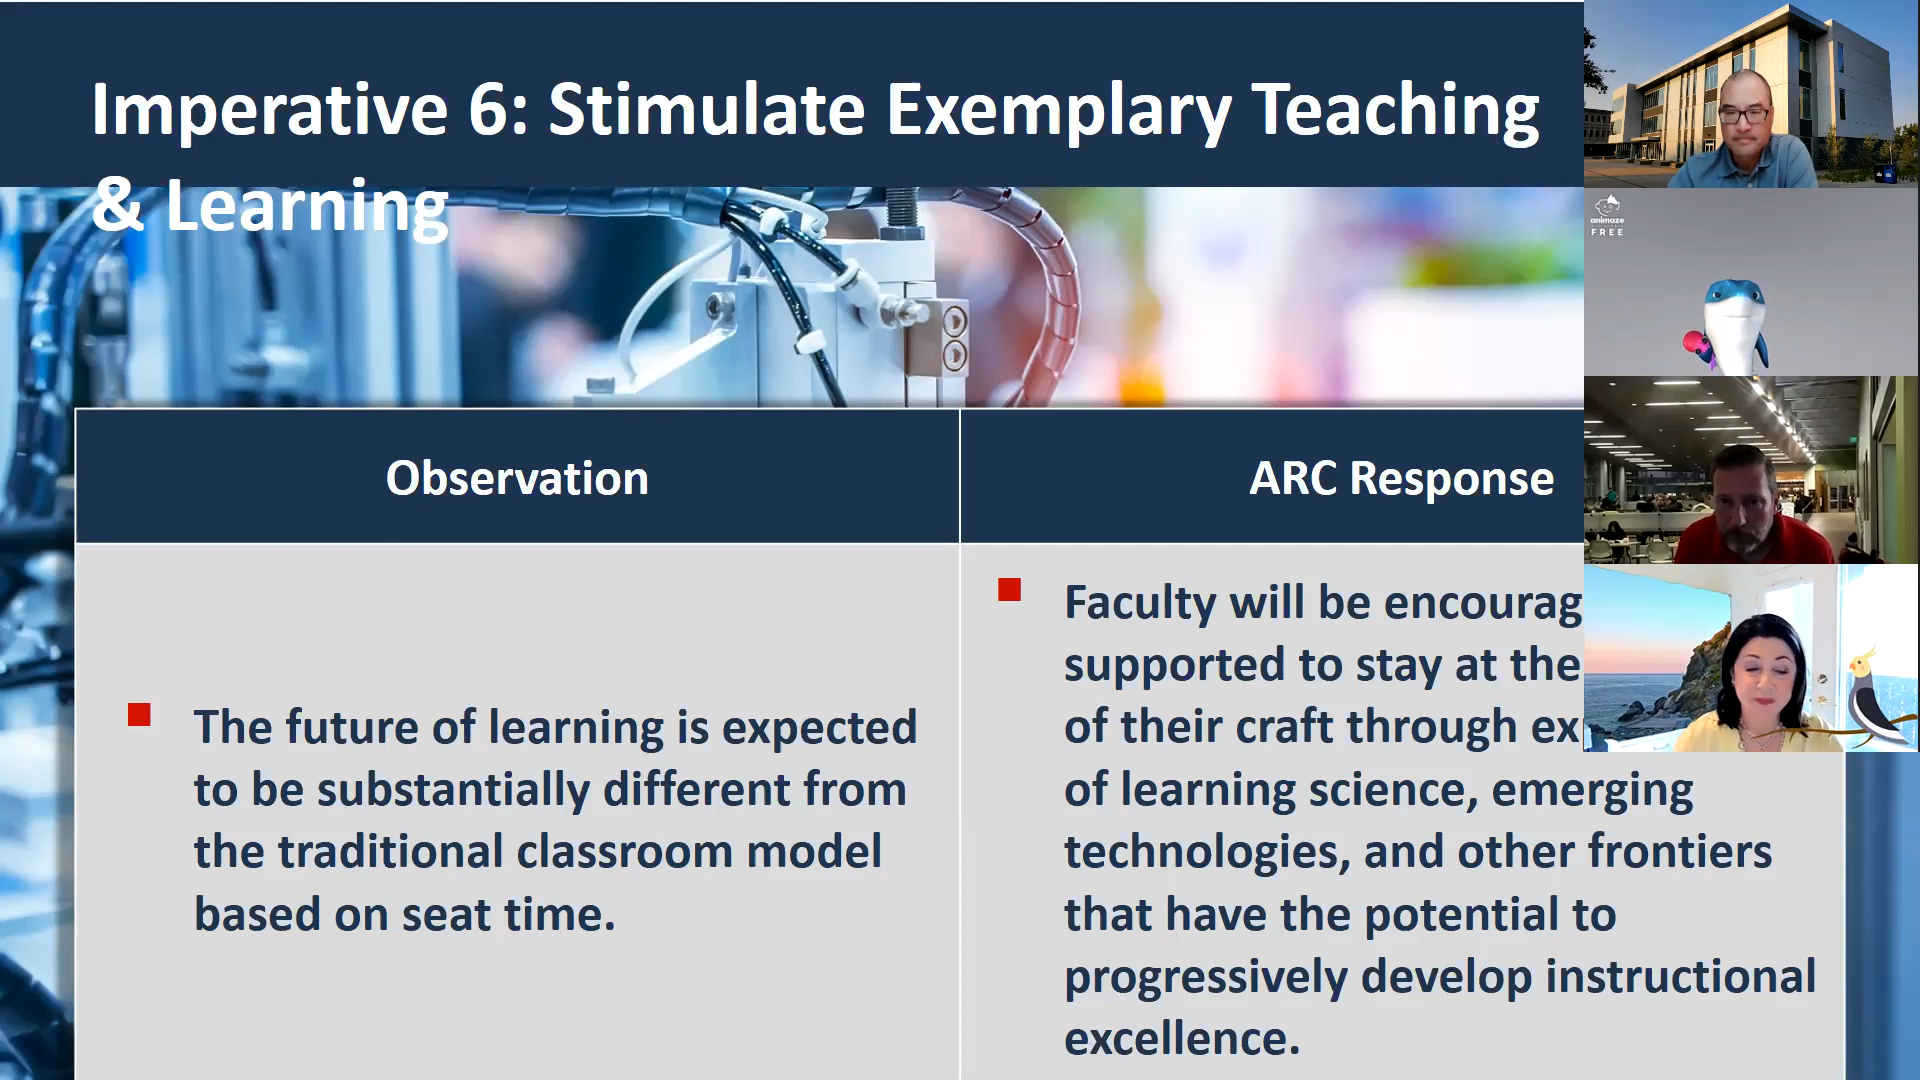 Imperative 6: Stimulate Exemplary Teaching
& Learning
Observation
ARC Response
The future of learning is expected
to be substantially different from
the traditional classroom model
based on seat time.
Faculty will be
supported to stay at the
of their craft through
of learning science, emerging
technologies, and other frontiers
that have the potential to
progressively develop instructional
excellence.
animaze
FREE